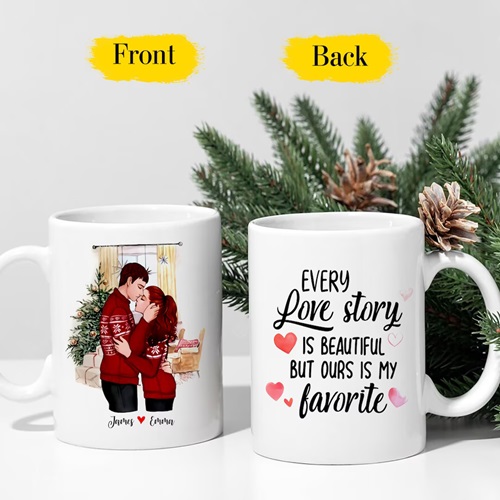 Front
Back
EVERY
Love story
IS BEAUTIFUL
BUT OURS IS MY
favorite
James ♥ Emma